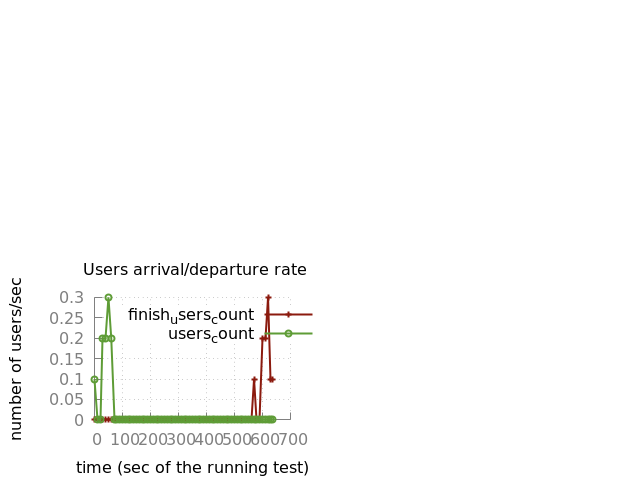 Users arrival/departure rate
number of users/sec
0.3
0.25
0.2
0.15
0.1
0.05
0
finish_users_count
users_count
0 100 200 300 400 500 600 700
time (sec of the running test)